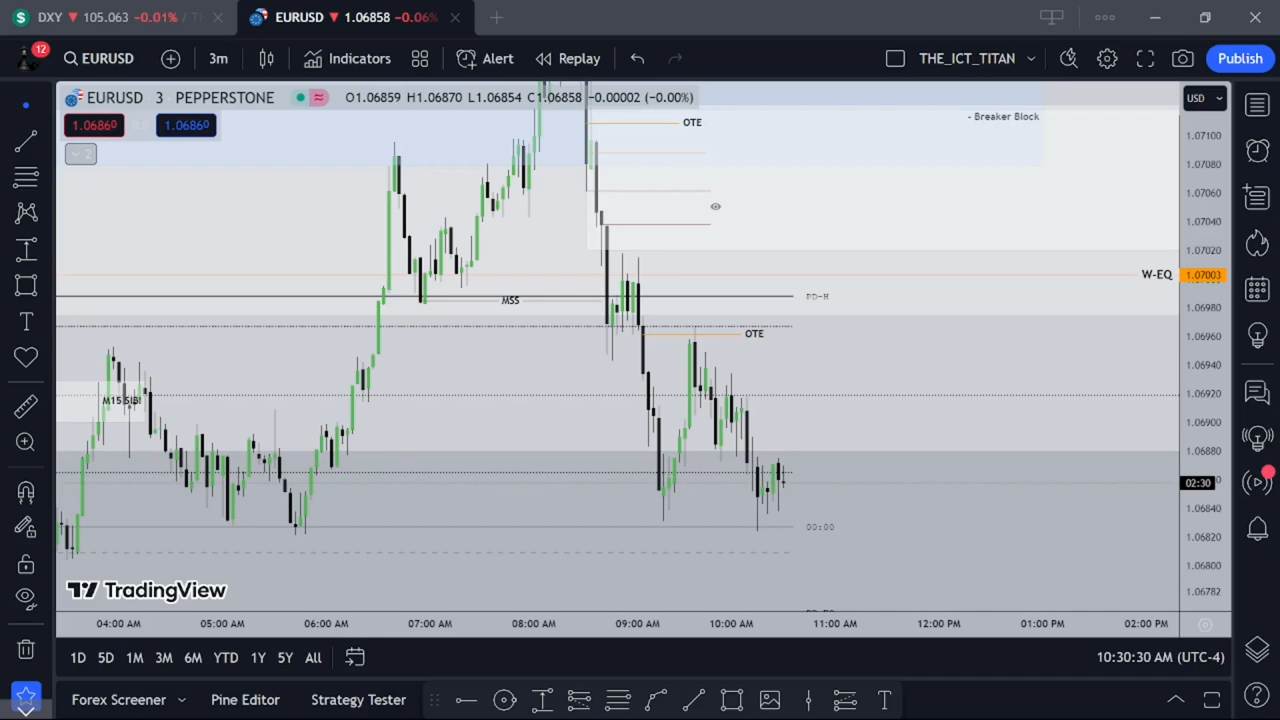 DXY ▼ 105.063 −0.01% / TH
EURUSD ▼ 1.06858 −0.06%
12
EURUSD
3m
Indicators
Alert
Replay
THE_ICT_TITAN
Publish
EURUSD 3 PEPPERSTONE
O1.06859 H1.06870 L1.06854 C1.06858 −0.00002 (−0.00%)
USD
1.06860
1.06860
2
OTE
- Breaker Block
1.07100
1.07080
1.07060
1.07040
1.07020
W-EQ
1.07003
MSS
PD-H
1.06980
OTE
1.06960
1.06940
M15 SIBI
1.06920
1.06900
1.06880
02:30
1.06840
00:00
1.06820
1.06800
1.06782
TradingView
04:00 AM
05:00 AM
06:00 AM
07:00 AM
08:00 AM
09:00 AM
10:00 AM
11:00 AM
12:00 PM
01:00 PM
02:00 PM
1D 5D 1M 3M 6M YTD 1Y 5Y All
10:30:30 AM (UTC-4)
Forex Screener
Pine Editor
Strategy Tester